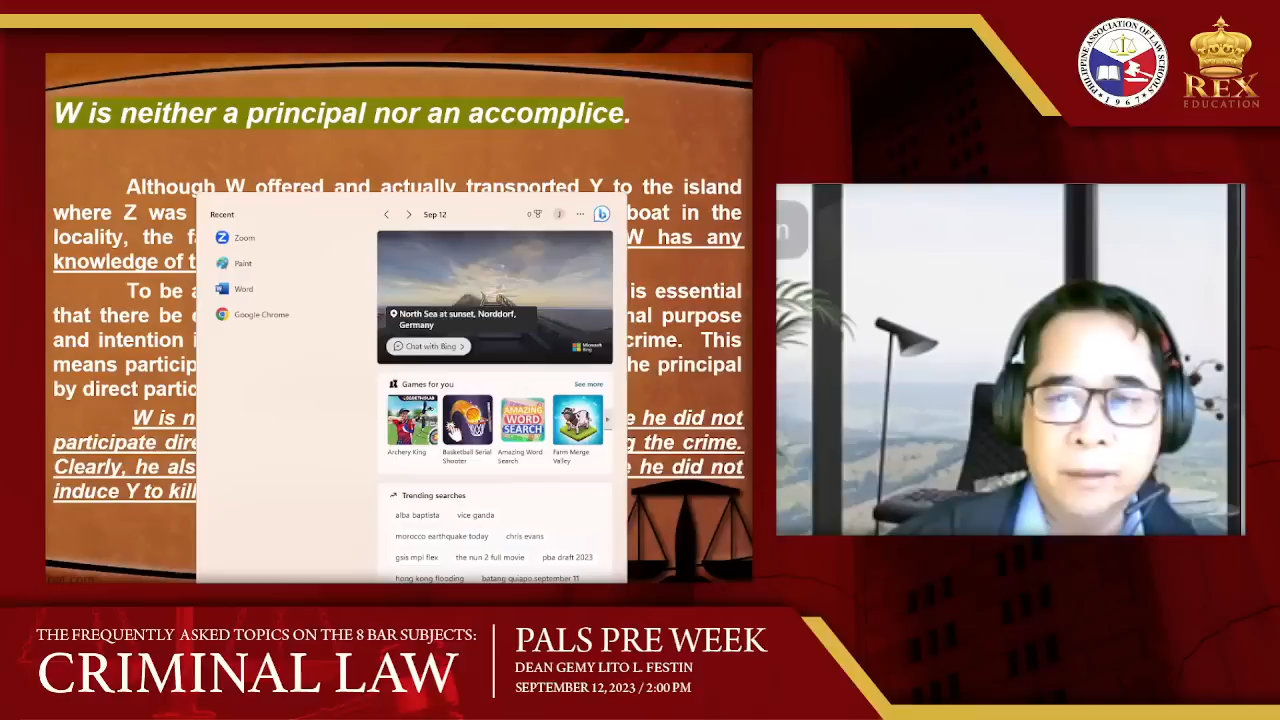 PHILIPPINE ASSOCIATION OF LAW SCHOOLS
1967
REX
EDUCATION
W is neither a principal nor an accomplice.
Although W offered and actually transported Y to the island
where Z was
boat in the
locality, the
W has any
knowledge of
To be
is essential
that there be
purpose
and intention
crime. This
means
he principal
by direct
W is
he did not
participate
the crime.
Clearly, he
he did not
induce Y to kill
Recent
Sep 12
0
J
b
Zoom
Paint
Word
Google Chrome
North Sea at sunset, Norddorf,
Germany
Chat with Bing
Microsoft
Bing
Games for you
See more
Archery King
Basketball Serial
Shooter
AMAZING
WORD
SEARCH
Amazing Word
Search
Farm Merge
Valley
Trending searches
alba baptista
vice ganda
morocco earthquake today
chris evans
gsis mpl flex
the nun 2 full movie
pba draft 2023
hong kong flooding
batang quiapo september 11
THE FREQUENTLY ASKED TOPICS ON THE 8 BAR SUBJECTS:
CRIMINAL LAW
PALS PRE WEEK
DEAN GEMY LITO L. FESTIN
SEPTEMBER 12, 2023 / 2:00 PM